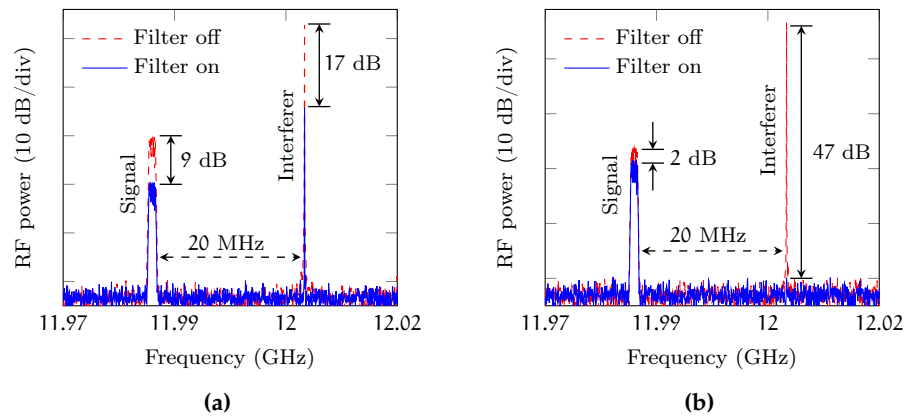 RF power (10 dB/div)
Filter off
Filter on
17 dB
9 dB
Signal
Interferer
20 MHz
11.97
11.99
12
12.02
Frequency (GHz)
(a)
RF power (10 dB/div)
Filter off
Filter on
2 dB
47 dB
Signal
Interferer
20 MHz
11.97
11.99
12
12.02
Frequency (GHz)
(b)